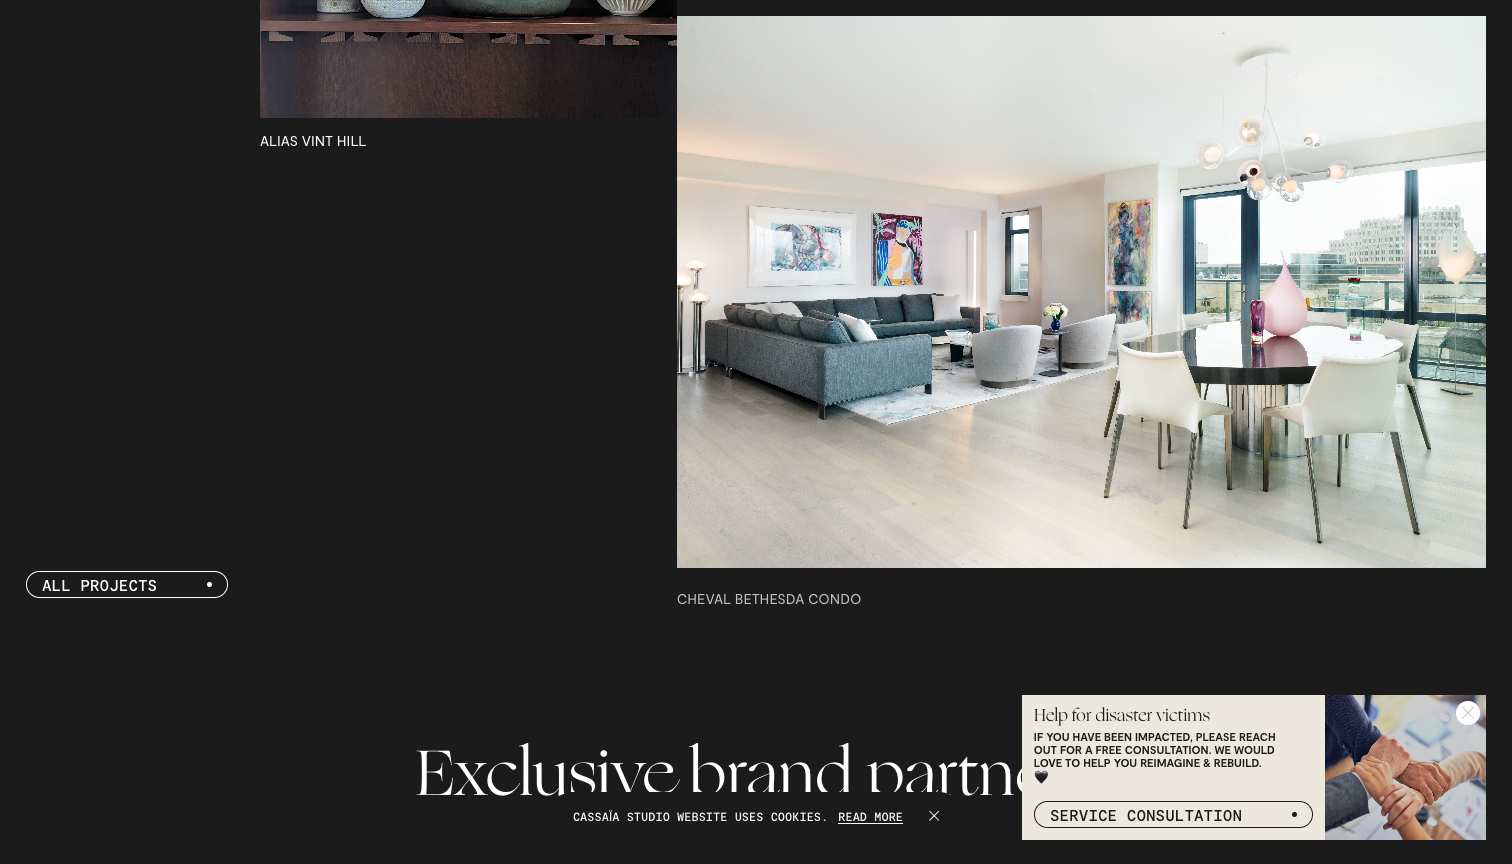 ALIAS VINT HILL
ALL PROJECTS
CHEVAL BETHESDA CONDO
Exclusive brand
CASSAÏA STUDIO WEBSITE USES COOKIES. READ MORE
Help for disaster victims
IF YOU HAVE BEEN IMPACTED, PLEASE REACH
OUT FOR A FREE CONSULTATION. WE WOULD
LOVE TO HELP YOU REIMAGINE & REBUILD.
🖤
SERVICE CONSULTATION